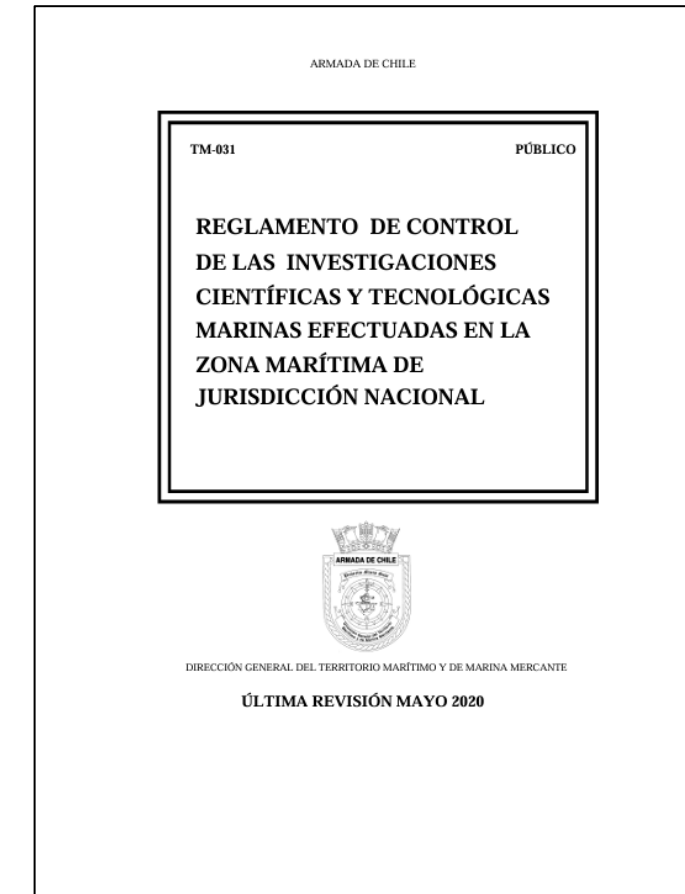 ARMADA DE CHILE
TM-031 PÚBLICO
REGLAMENTO DE CONTROL
DE LAS INVESTIGACIONES
CIENTÍFICAS Y TECNOLÓGICAS
MARINAS EFECTUADAS EN LA
ZONA MARÍTIMA DE
JURISDICCIÓN NACIONAL
ARMADA DE CHILE
DIRECCIÓN GENERAL DEL TERRITORIO MARÍTIMO Y DE MARINA MERCANTE
ÚLTIMA REVISIÓN MAYO 2020